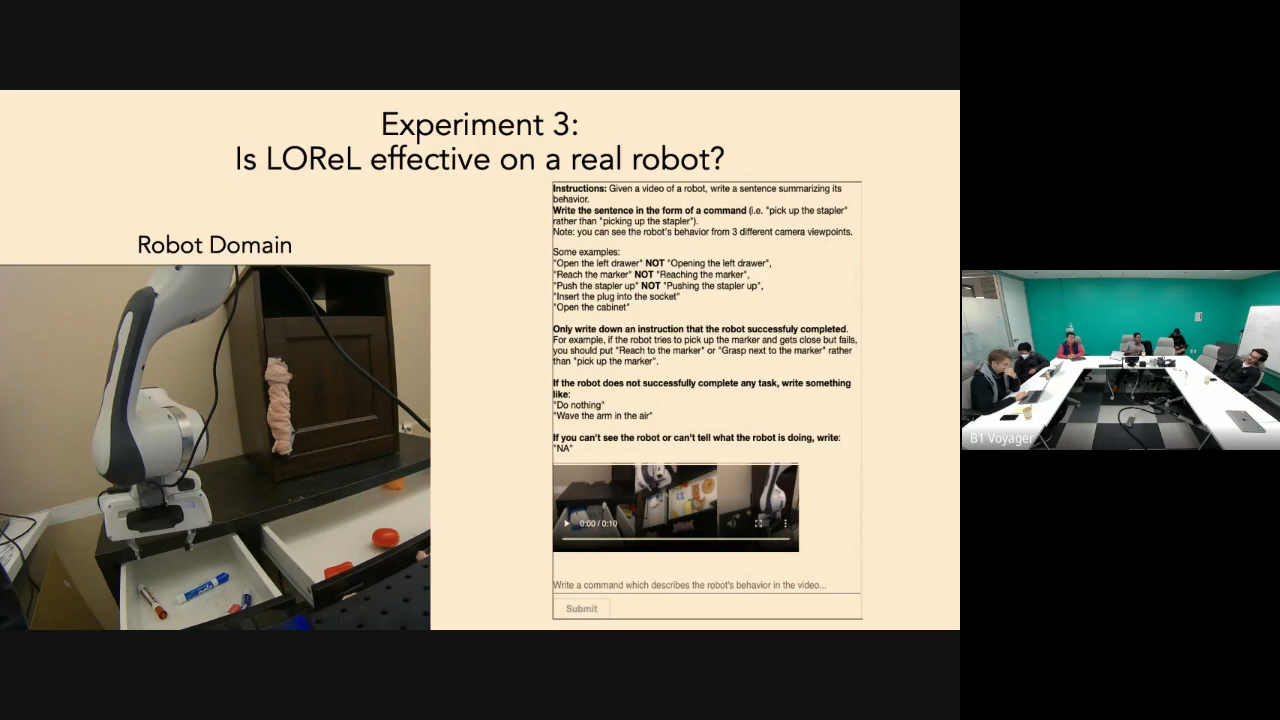 Experiment 3:
Is LOReL effective on a real robot?
Robot Domain
Instructions: Given a video of a robot, write a sentence summarizing its
behavior.
Write the sentence in the form of a command (i.e. "pick up the stapler"
rather than "picking up the stapler").
Note: you can see the robot's behavior from 3 different camera viewpoints.
Some examples:
"Open the left drawer" NOT "Opening the left drawer",
"Reach the marker" NOT "Reaching the marker",
"Push the stapler up" NOT "Pushing the stapler up",
"Insert the plug into the socket"
"Open the cabinet"
Only write down an instruction that the robot successfuly completed.
For example, if the robot tries to pick up the marker and gets close but fails,
you should put "Reach to the marker" or "Grasp next to the marker" rather
than "pick up the marker".
If the robot does not successfully complete any task, write something
like:
"Do nothing"
"Wave the arm in the air"
If you can't see the robot or can't tell what the robot is doing, write:
"NA"
0:00 / 0:10
Write a command which describes the robot's behavior in the video...
Submit
B1 Voyager